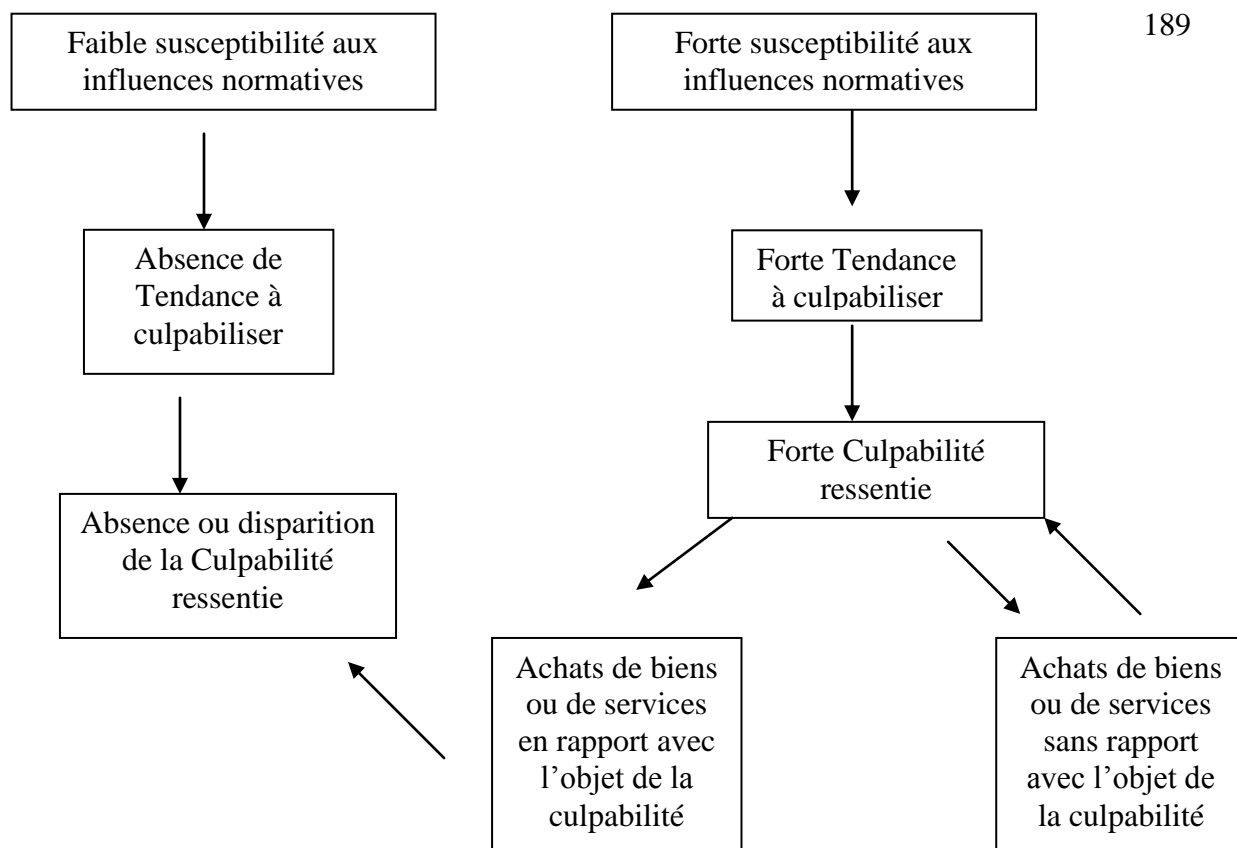 189
Faible susceptibilité aux
influences normatives
Forte susceptibilité aux
influences normatives
Absence de
Tendance à
culpabiliser
Forte Tendance
à culpabiliser
Forte Culpabilité
ressentie
Absence ou disparition
de la Culpabilité
ressentie
Achats de biens
ou de services
en rapport avec
l’objet de la
culpabilité
Achats de biens
ou de services
sans rapport
avec l’objet de
la culpabilité